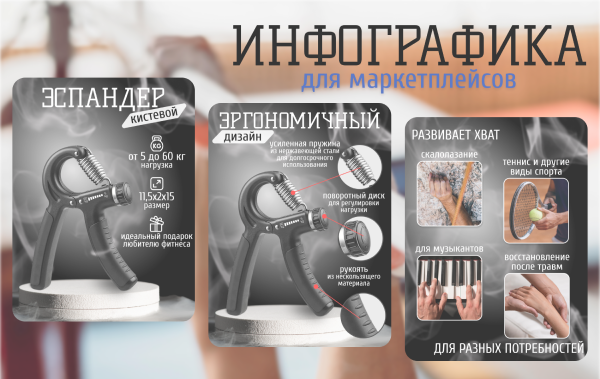 ИНФОГРАФИКА
для маркетплейсов
ЭСПАНДЕР
кистевой
KG
от 5 до 60 кг
нагрузка
11,5x2x15
размер
идеальный подарок
любителю фитнеса
ЭРГОНОМИЧНЫЙ
дизайн
усиленная пружина
из нержавеющей стали
для долгосрочного
использования
поворотный диск
для регулировки
нагрузки
рукоять
из нескользящего
материала
РАЗВИВАЕТ ХВАТ
скалолазание
теннис и другие
виды спорта
для музыкантов
восстановление
после травм
ДЛЯ РАЗНЫХ ПОТРЕБНОСТЕЙ